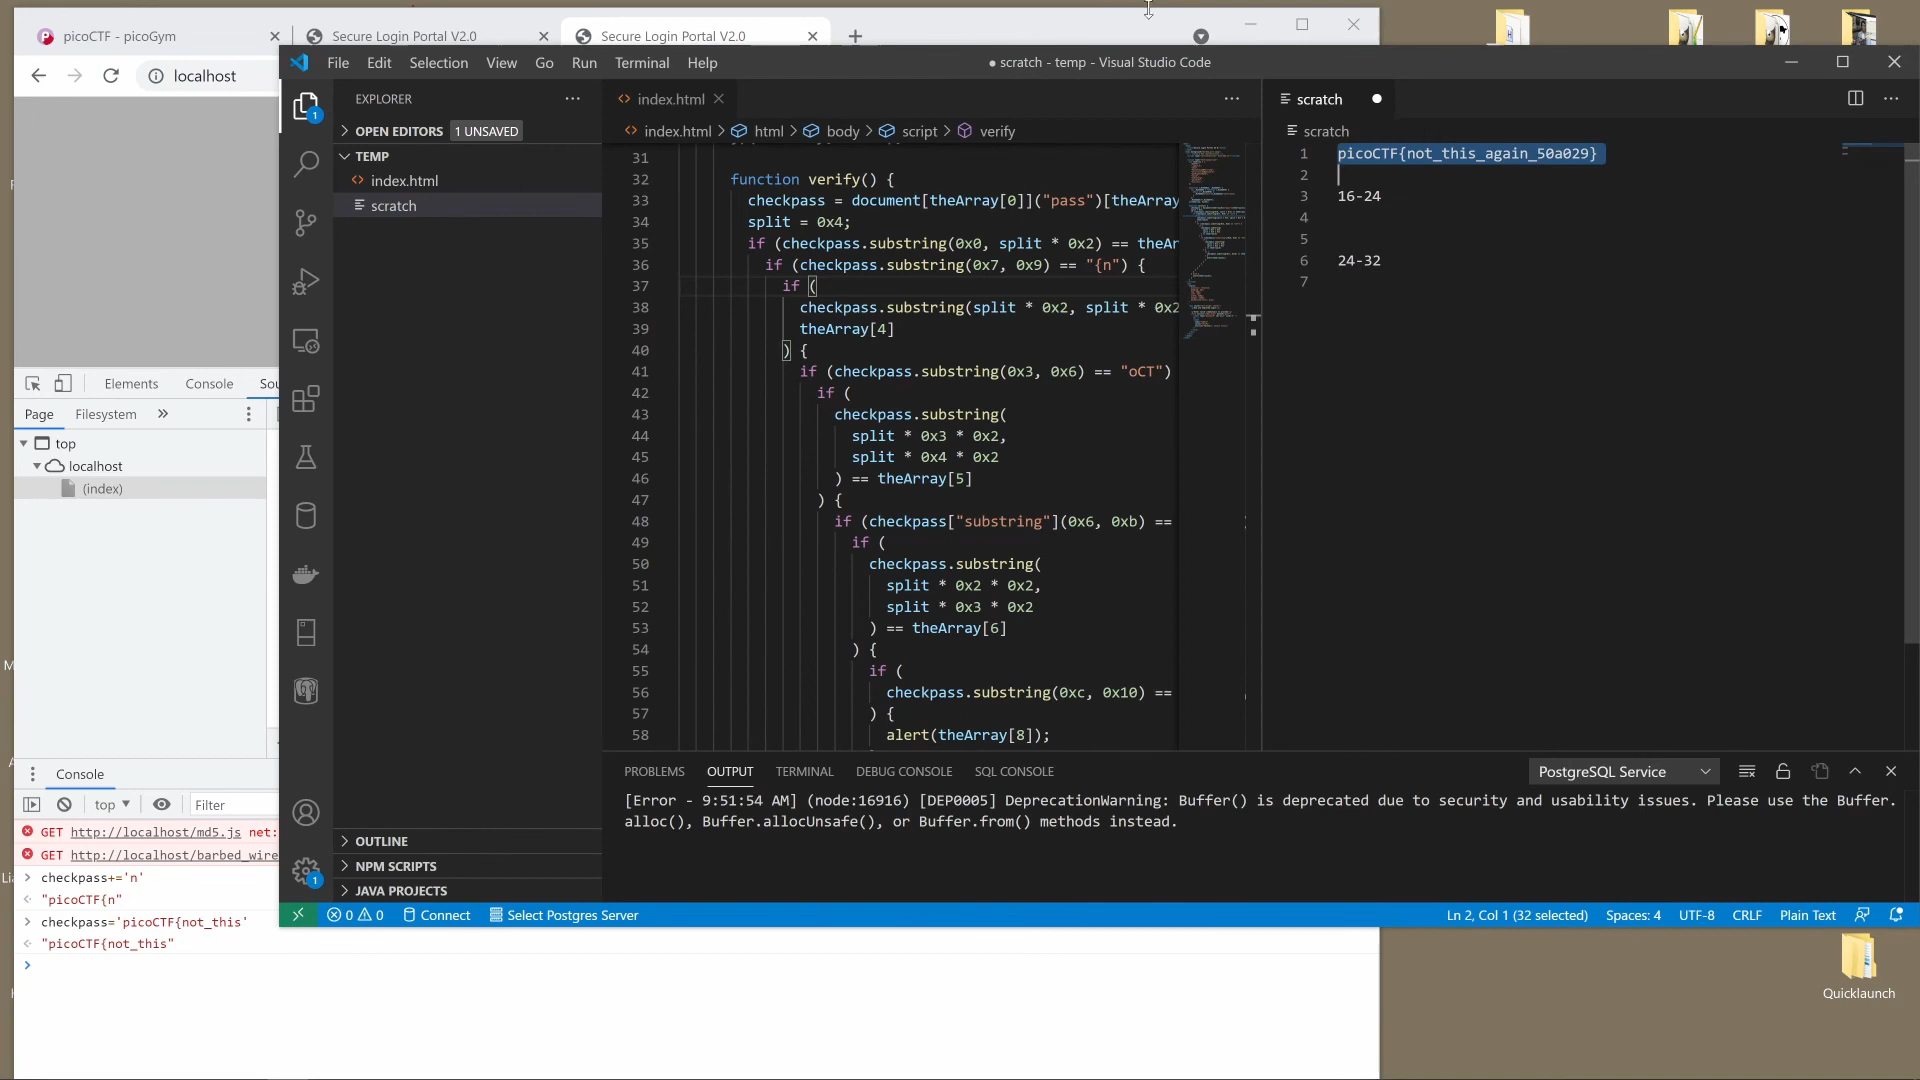 picoCTF - picoGym
Secure Login Portal V2.0
Secure Login Portal V2.0
localhost
File Edit Selection View Go Run Terminal Help
● scratch - temp - Visual Studio Code
EXPLORER
OPEN EDITORS 1 UNSAVED
TEMP
index.html
scratch
OUTLINE
NPM SCRIPTS
JAVA PROJECTS
index.html
index.html > html > body > script > verify
31
32 function verify() {
33 checkpass = document[theArray[0]]("pass")[theArray
34 split = 0x4;
35 if (checkpass.substring(0x0, split * 0x2) == theAr
36 if (checkpass.substring(0x7, 0x9) == "{n") {
37 if (
38 checkpass.substring(split * 0x2, split * 0x2
39 theArray[4]
40 ) {
41 if (checkpass.substring(0x3, 0x6) == "oCT")
42 if (
43 checkpass.substring(
44 split * 0x3 * 0x2,
45 split * 0x4 * 0x2
46 ) == theArray[5]
47 ) {
48 if (checkpass["substring"](0x6, 0xb) ==
49 if (
50 checkpass.substring(
51 split * 0x2 * 0x2,
52 split * 0x3 * 0x2
53 ) == theArray[6]
54 ) {
55 if (
56 checkpass.substring(0xc, 0x10) ==
57 ) {
58 alert(theArray[8]);
scratch
scratch
1 picoCTF{not_this_again_50a029}
2
3 16-24
4
5
6 24-32
7
PROBLEMS OUTPUT TERMINAL DEBUG CONSOLE SQL CONSOLE
PostgreSQL Service
[Error - 9:51:54 AM] (node:16916) [DEP0005] DeprecationWarning: Buffer() is deprecated due to security and usability issues. Please use the Buffer.
alloc(), Buffer.allocUnsafe(), or Buffer.from() methods instead.
0 0 Connect Select Postgres Server
Ln 2, Col 1 (32 selected) Spaces: 4 UTF-8 CRLF Plain Text
Elements Console Sou
Page Filesystem
top
localhost
(index)
Console
top Filter
GET http://localhost/md5.js net:
GET http://localhost/barbed_wire
checkpass+='n'
"picoCTF{n"
checkpass='picoCTF{not_this'
"picoCTF{not_this"
Quicklaunch